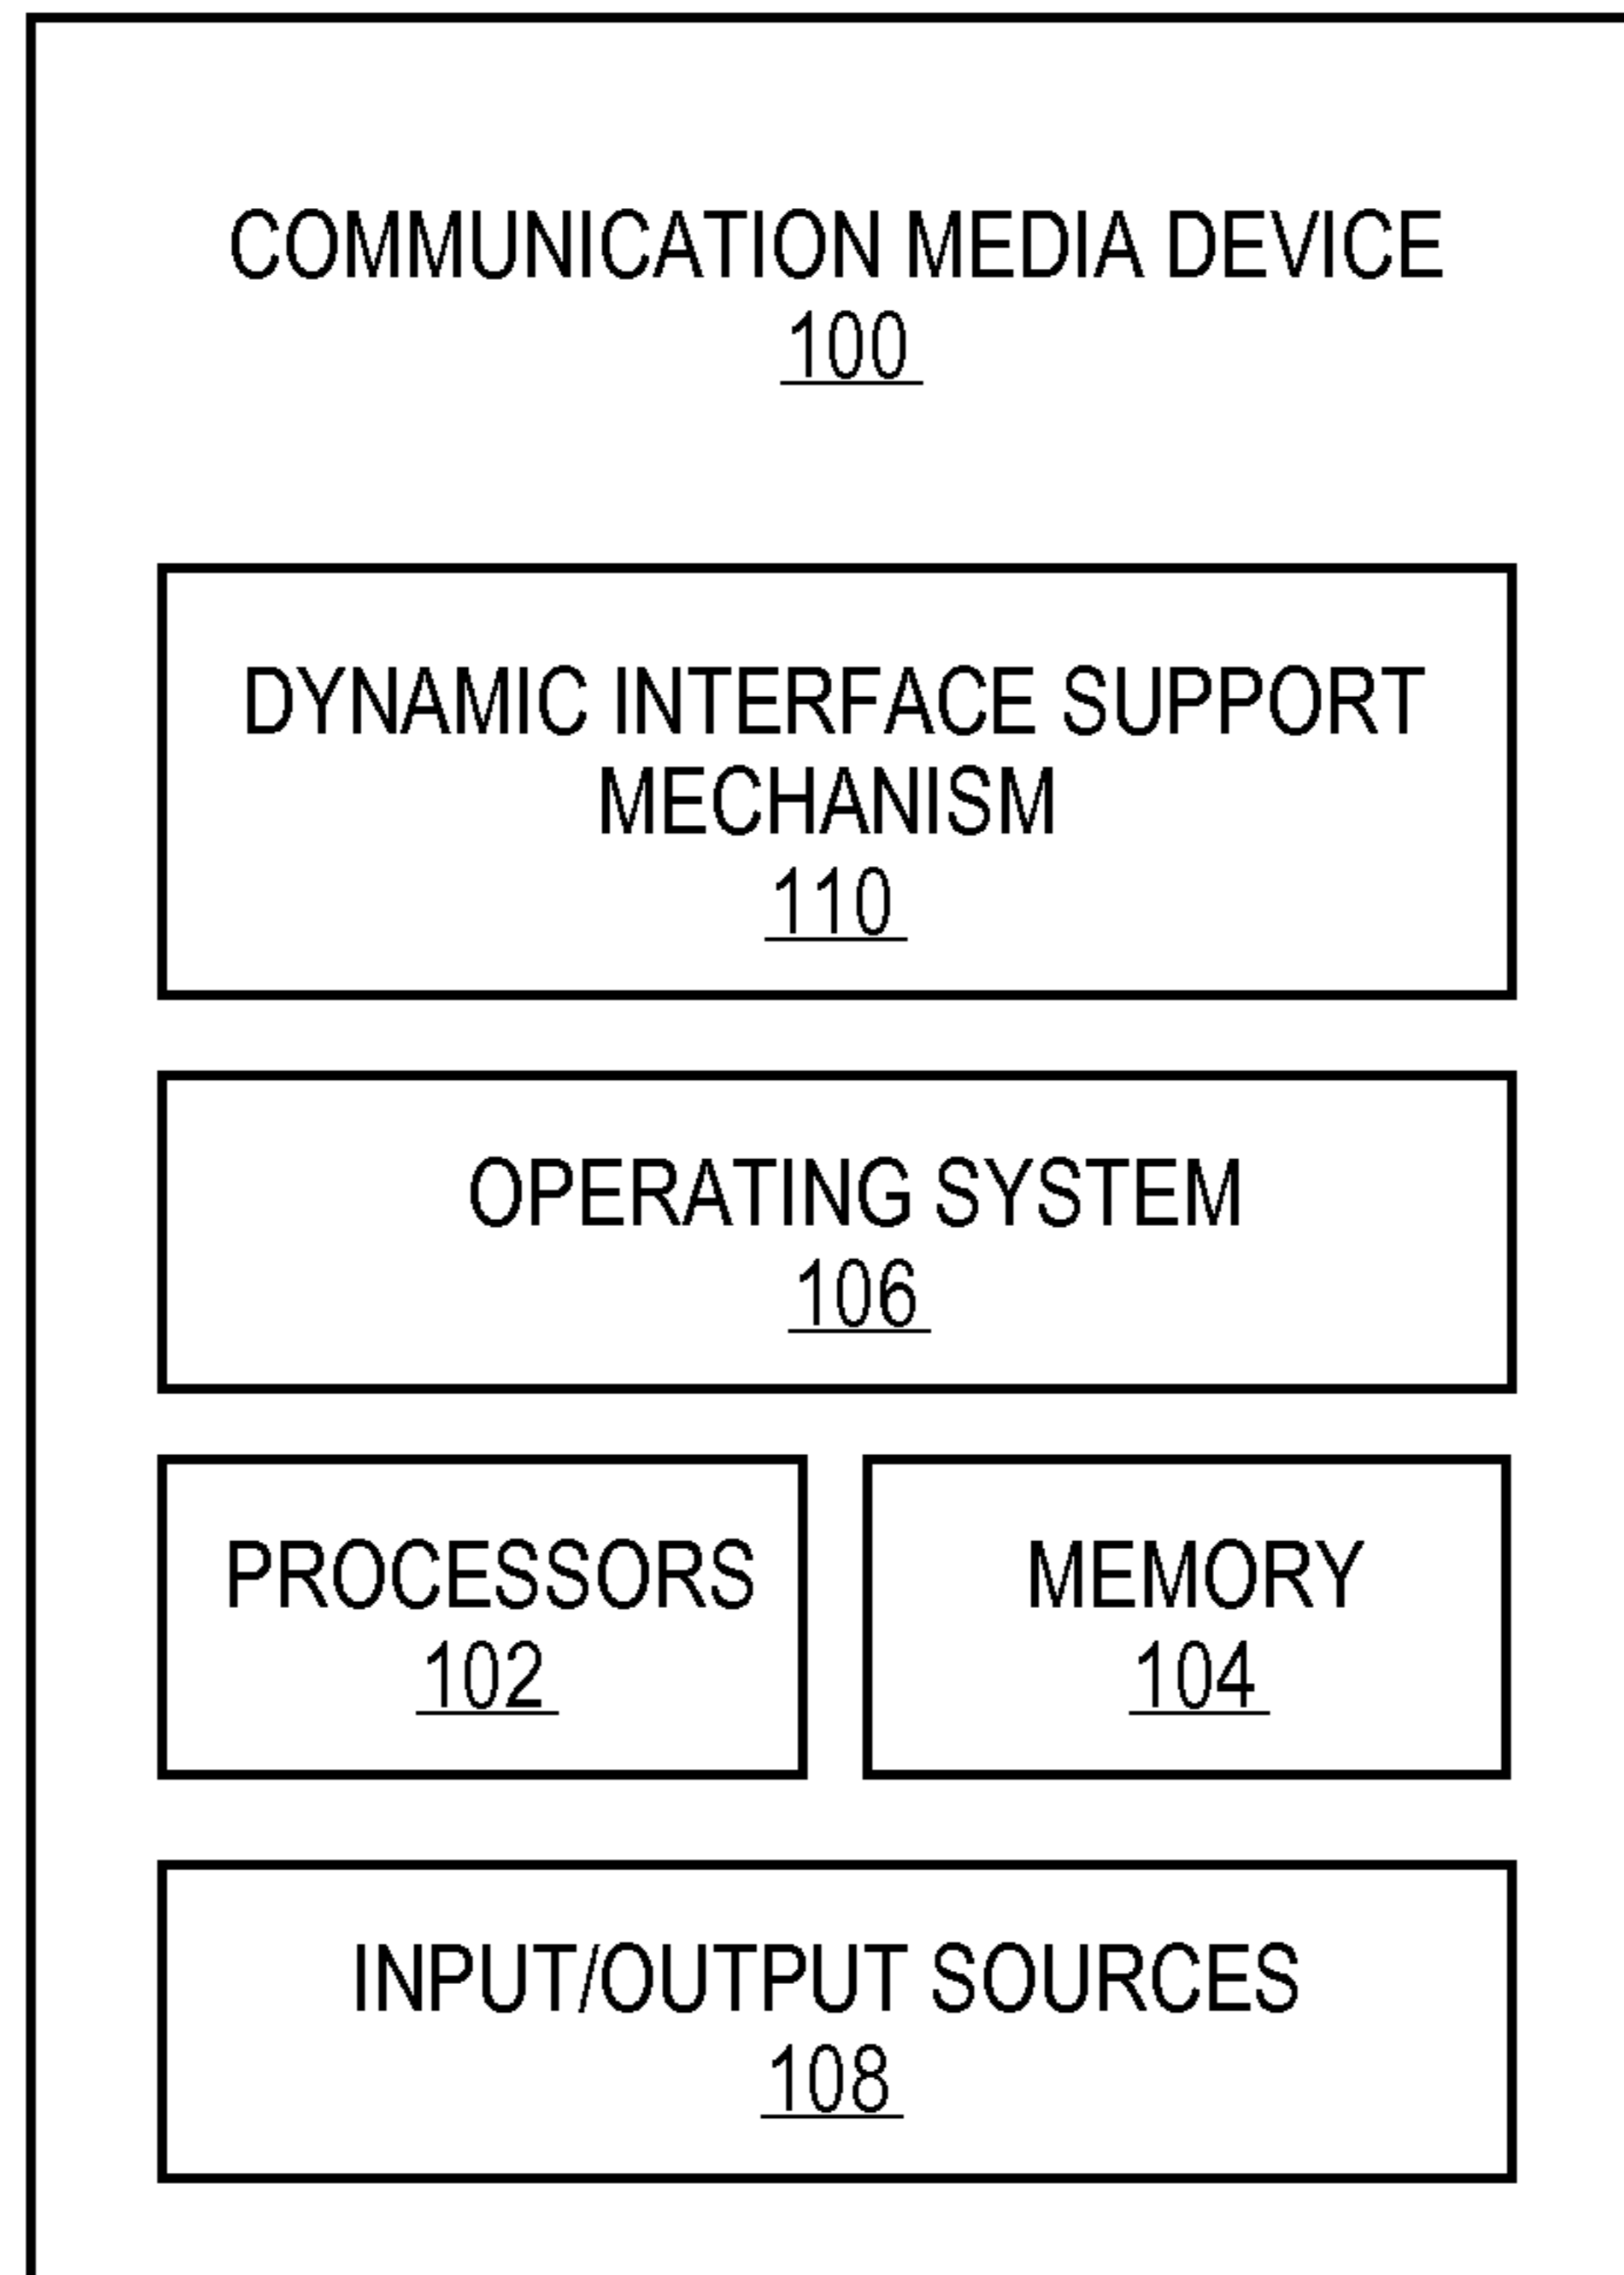 COMMUNICATION MEDIA DEVICE
100
DYNAMIC INTERFACE SUPPORT
MECHANISM
110
OPERATING SYSTEM
106
PROCESSORS
102
MEMORY
104
INPUT/OUTPUT SOURCES
108